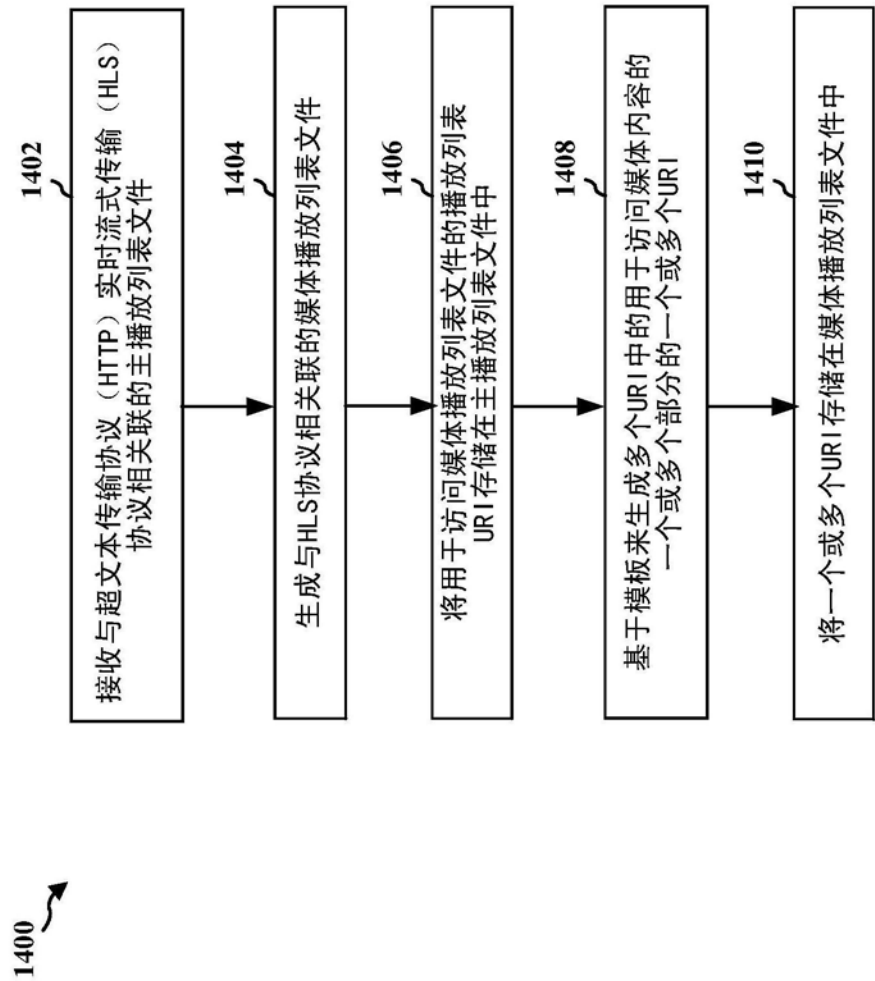 1400
1402
接收与超文本传输协议（HTTP）实时流式传输（HLS）
协议相关联的主播放列表文件
1404
生成与HLS协议相关联的媒体播放列表文件
1406
将用于访问媒体播放列表文件的播放列表
URI存储在主播放列表文件中
1408
基于模板来生成多个URI中的用于访问媒体内容的
一个或多个部分的一个或多个URI
1410
将一个或多个URI存储在媒体播放列表文件中